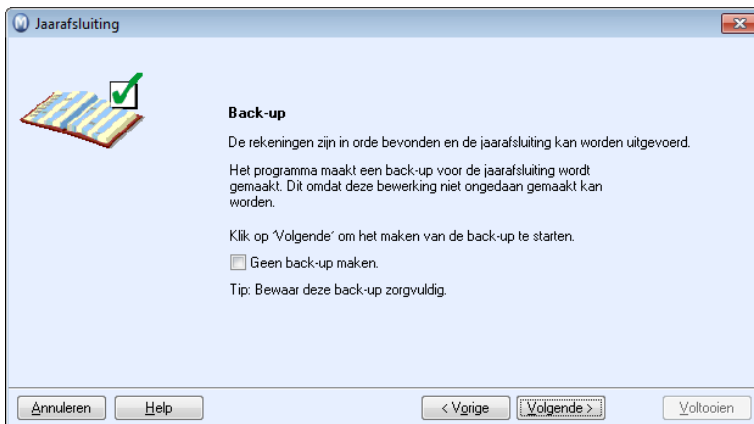 Jaarafsluiting
Back-up
De rekeningen zijn in orde bevonden en de jaarafsluiting kan worden uitgevoerd.
Het programma maakt een back-up voor de jaarafsluiting wordt
gemaakt. Dit omdat deze bewerking niet ongedaan gemaakt kan
worden.
Klik op 'Volgende' om het maken van de back-up te starten.
Geen back-up maken.
Tip: Bewaar deze back-up zorgvuldig.
Annuleren Help < Vorige Volgende > Voltooien